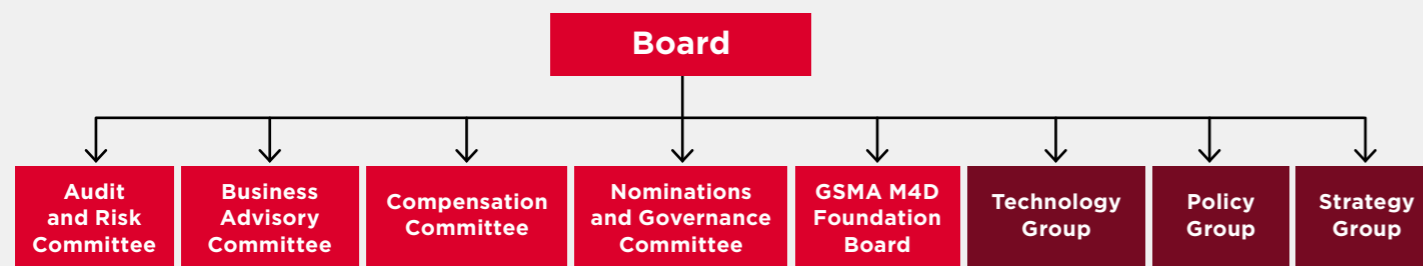 Board
Audit
and Risk
Committee
Business
Advisory
Committee
Compensation
Committee
Nominations
and Governance
Committee
GSMA M4D
Foundation
Board
Technology
Group
Policy
Group
Strategy
Group